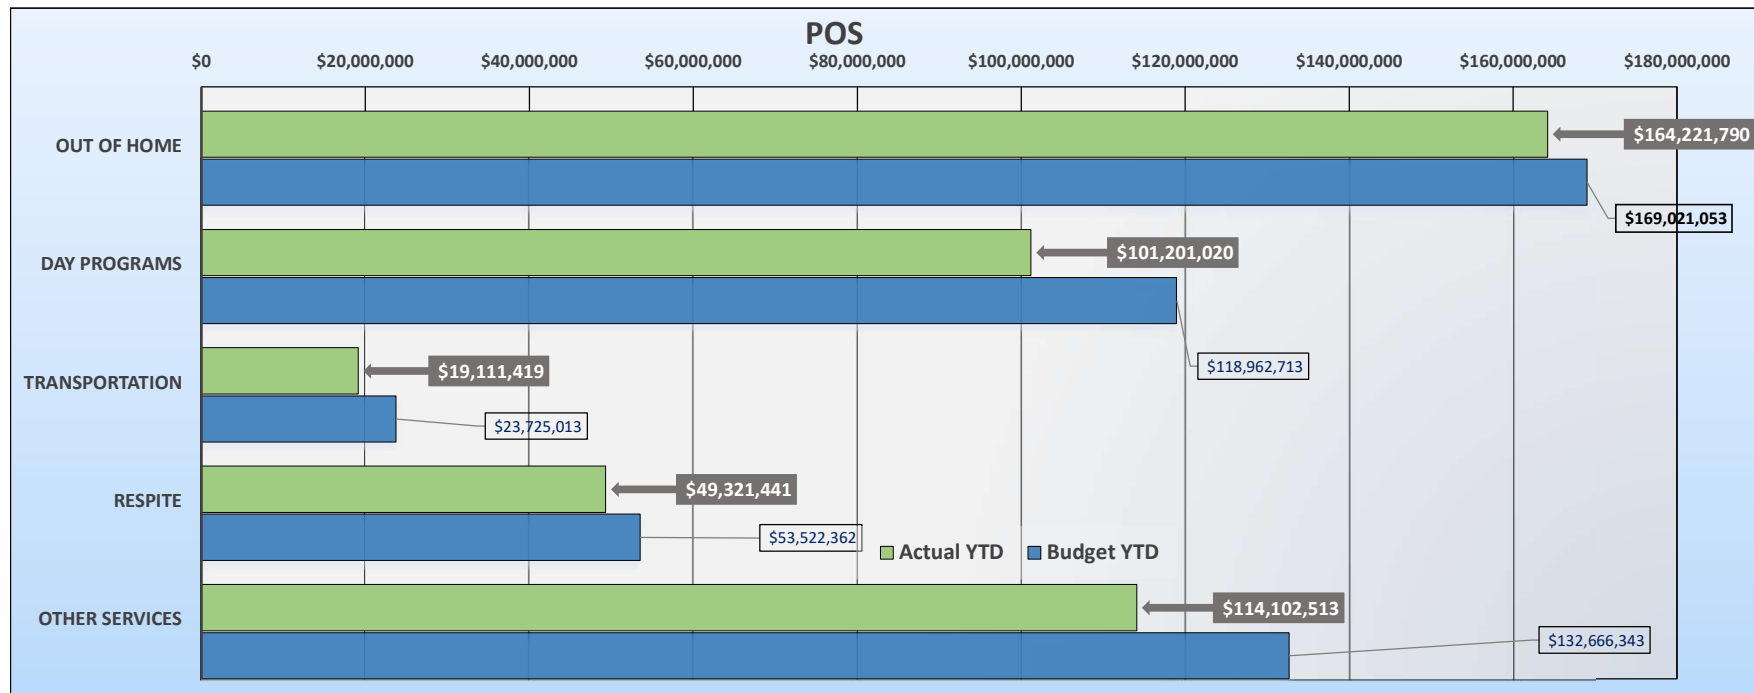 POS
$0 $20,000,000 $40,000,000 $60,000,000 $80,000,000 $100,000,000 $120,000,000 $140,000,000 $160,000,000 $180,000,000
OUT OF HOME
$164,221,790
$169,021,053
DAY PROGRAMS
$101,201,020
$118,962,713
TRANSPORTATION
$19,111,419
$23,725,013
RESPITE
$49,321,441
$53,522,362
Actual YTD Budget YTD
OTHER SERVICES
$114,102,513
$132,666,343